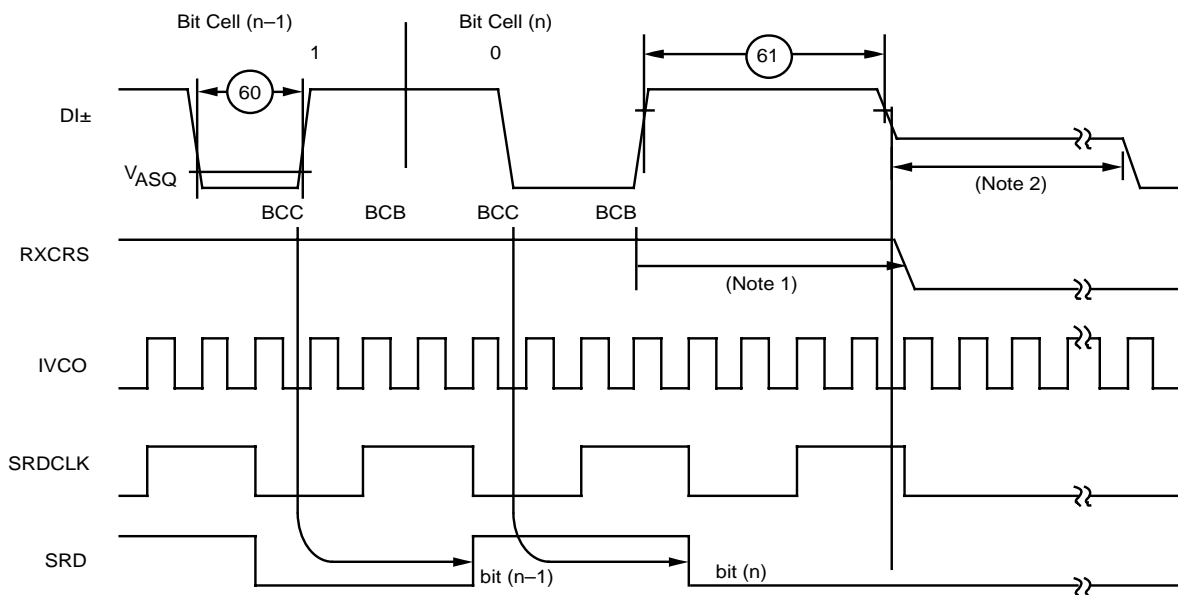 Bit Cell (n–1)
Bit Cell (n)
1
0
60
61
DI±
VASQ
(Note 2)
BCC
BCB
BCC
BCB
RXCRS
(Note 1)
IVCO
SRDCLK
SRD
bit (n–1)
bit (n)